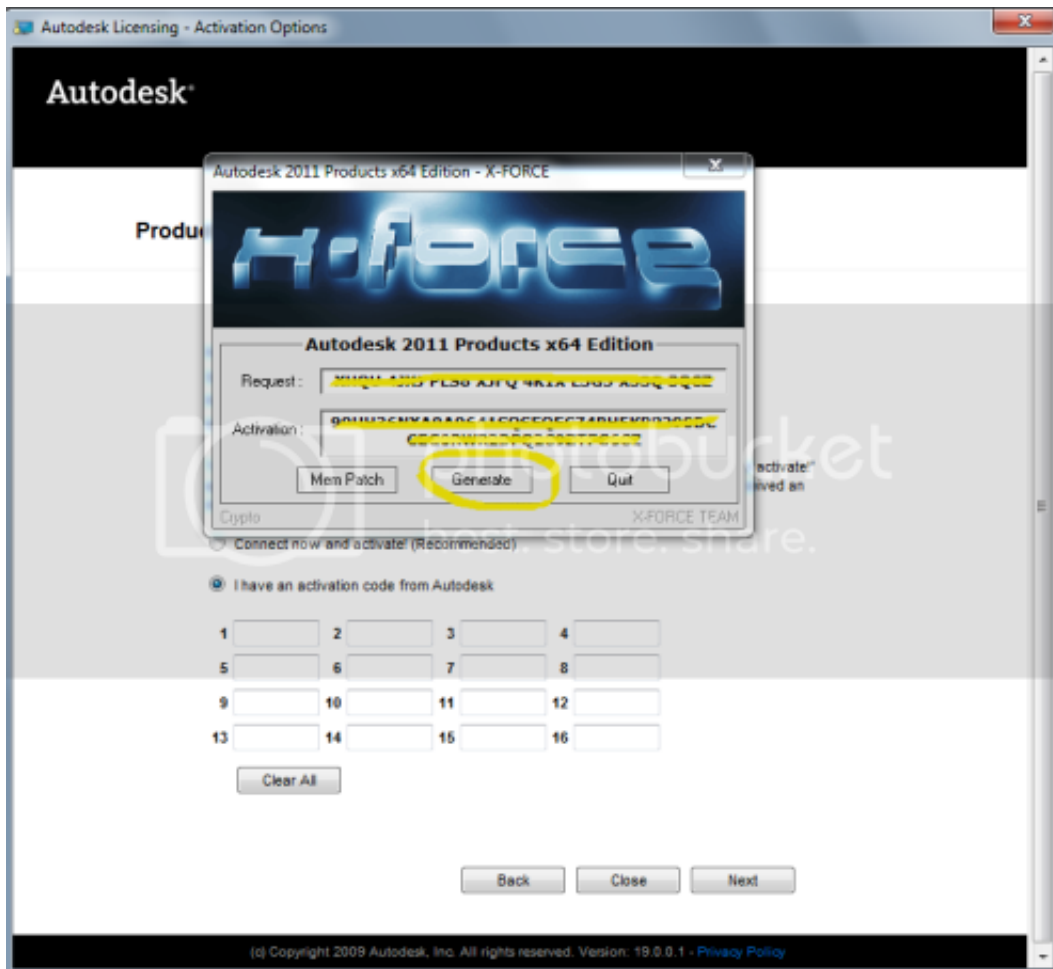 Autodesk Licensing - Activation Options
Autodesk
Autodesk 2011 Products x64 Edition - X-FORCE
Produ
x-force
Autodesk 2011 Products x64 Edition
Request :
Activation :
photobucket
activate!"
Mem Patch Generate Quit
ived an
Crypto X-FORCE TEAM
best. store. share.
Connect now and activate! (Recommended)
I have an activation code from Autodesk
1 2 3 4
5 6 7 8
9 10 11 12
13 14 15 16
Clear All
Back Close Next
(c) Copyright 2009 Autodesk, Inc. All rights reserved. Version: 19.0.0.1 - Privacy Policy